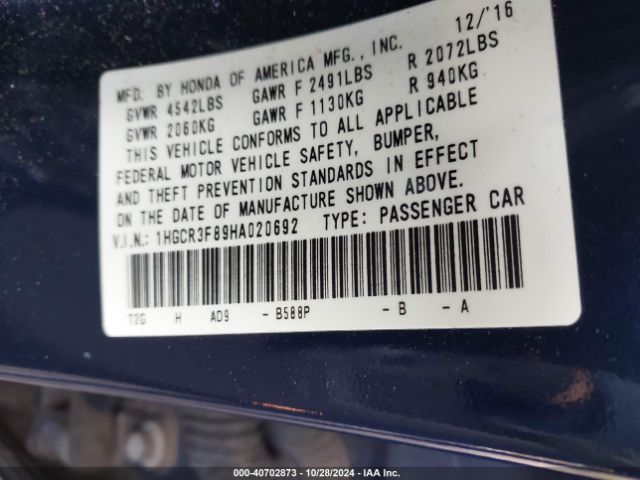 MFD. BY HONDA OF AMERICA MFG., INC. 12/'16
GVWR 4542LBS GAWR F 2491LBS R 2072LBS
GVWR 2060KG GAWR F 1130KG R 940KG
THIS VEHICLE CONFORMS TO ALL APPLICABLE
FEDERAL MOTOR VEHICLE SAFETY, BUMPER,
AND THEFT PREVENTION STANDARDS IN EFFECT
ON THE DATE OF MANUFACTURE SHOWN ABOVE.
V.I.N.: 1HGCR3F89HA020692 TYPE: PASSENGER CAR
T2G H AD9 - B588P - B - A
000-40702873 | 10/28/2024 | IAA Inc.